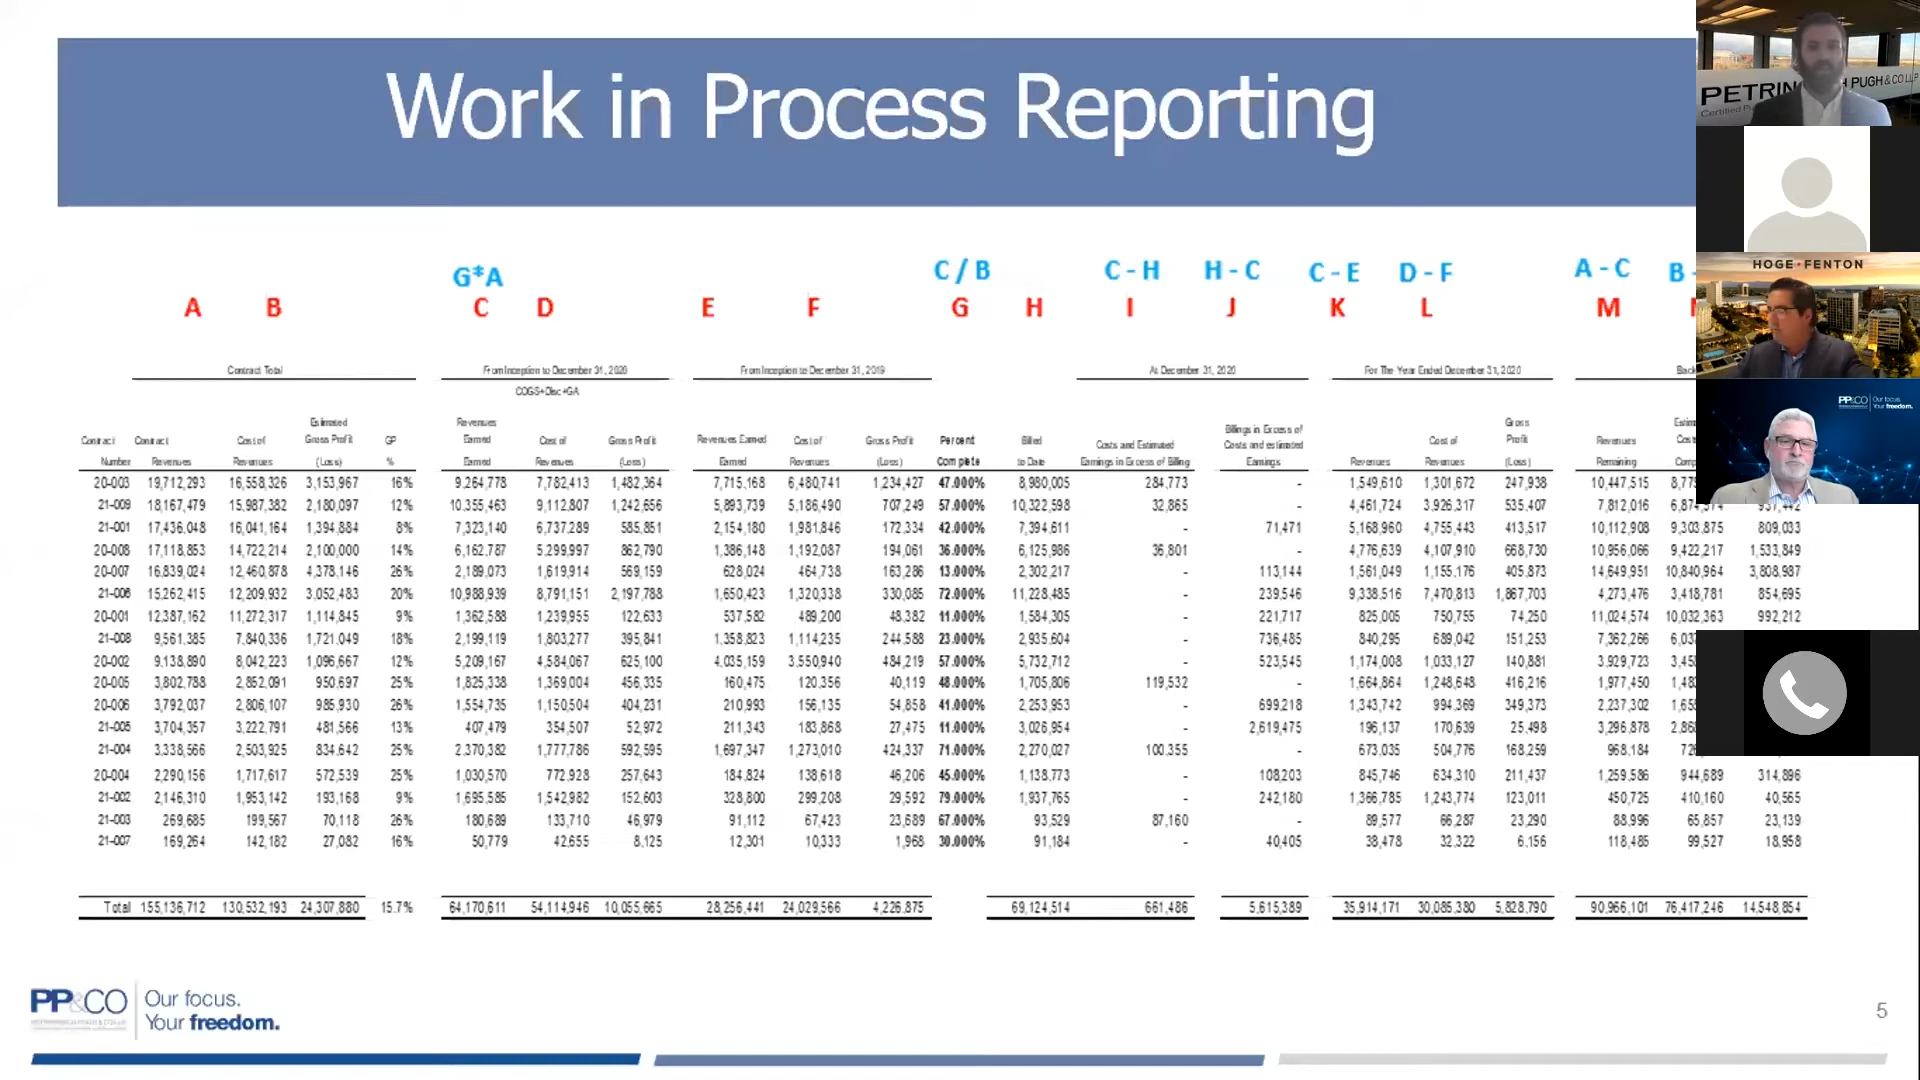 Work in Process Reporting
G*A C / B C - H H - C C - E D - F A - C B -
A B C D E F G H I J K L M
Contract Total From Inception to December 31, 2020 From Inception to December 31, 2019 At December 31, 2020 For The Year Ended December 31, 2020
COGS+Disc+GA
Contract Number Contract Revenues Cost of Revenues Estimated Gross Profit (Loss) GP % Revenues Earned Earned Cost of Revenues Gross Profit (Loss) Revenues Earned Earned Cost of Revenues Gross Profit (Loss) Percent Complete Billed to Date Costs and Estimated Earnings in Excess of Billing Billings in Excess of Costs and estimated Earnings Revenues Cost of Revenues Gross Profit (Loss) Revenues Remaining
20-003 19,712,293 16,558,326 3,153,967 16% 9,264,778 7,782,413 1,482,364 7,715,168 6,480,741 1,234,427 47.000% 8,980,005 284,773 - 1,549,610 1,301,672 247,938 10,447,515
21-009 18,167,479 15,987,382 2,180,097 12% 10,355,463 9,112,807 1,242,656 5,893,739 5,186,490 707,249 57.000% 10,322,598 32,865 - 4,461,724 3,926,317 535,407 7,812,016
21-001 17,436,048 16,041,164 1,394,884 8% 7,323,140 6,737,289 585,851 2,154,180 1,981,846 172,334 42.000% 7,394,611 - 71,471 5,168,960 4,755,443 413,517 10,112,908 9,303,875 809,033
20-008 17,118,853 14,722,214 2,100,000 14% 6,162,787 5,299,997 862,790 1,386,148 1,192,087 194,061 36.000% 6,125,986 36,801 - 4,776,639 4,107,910 668,730 10,956,066 9,422,217 1,533,849
20-007 16,839,024 12,460,878 4,378,146 26% 2,189,073 1,619,914 569,159 628,024 464,738 163,286 13.000% 2,302,217 - 113,144 1,561,049 1,155,176 405,873 14,649,951 10,840,964 3,808,987
21-006 15,262,415 12,209,932 3,052,483 20% 10,988,939 8,791,151 2,197,788 1,650,423 1,320,338 330,085 72.000% 11,228,485 - 239,546 9,338,516 7,470,813 1,867,703 4,273,476 3,418,781 854,695
20-001 12,387,162 11,272,317 1,114,845 9% 1,362,588 1,239,955 122,633 537,582 489,200 48,382 11.000% 1,584,305 - 221,717 825,005 750,755 74,250 11,024,574 10,032,363 992,212
21-008 9,561,385 7,840,336 1,721,049 18% 2,199,119 1,803,277 395,841 1,358,823 1,114,235 244,588 23.000% 2,935,604 - 736,485 840,295 689,042 151,253 7,362,266
20-002 9,138,890 8,042,223 1,096,667 12% 5,209,167 4,584,067 625,100 4,035,159 3,550,940 484,219 57.000% 5,732,712 - 523,545 1,174,008 1,033,127 140,881 3,929,723
20-005 3,802,788 2,852,091 950,697 25% 1,825,338 1,369,004 456,335 160,475 120,356 40,119 48.000% 1,705,806 119,532 - 1,664,864 1,248,648 416,216 1,977,450
20-006 3,792,037 2,806,107 985,930 26% 1,554,735 1,150,504 404,231 210,993 156,135 54,858 41.000% 2,253,953 - 699,218 1,343,742 994,369 349,373 2,237,302
21-005 3,704,357 3,222,791 481,566 13% 407,479 354,507 52,972 211,343 183,868 27,475 11.000% 3,026,954 - 2,619,475 196,137 170,639 25,498 3,296,878
21-004 3,338,566 2,503,925 834,642 25% 2,370,382 1,777,786 592,595 1,697,347 1,273,010 424,337 71.000% 2,270,027 100,355 - 673,035 504,776 168,259 968,184
20-004 2,290,156 1,717,617 572,539 25% 1,030,570 772,928 257,643 184,824 138,618 46,206 45.000% 1,138,773 - 108,203 845,746 634,310 211,437 1,259,586 944,689 314,896
21-002 2,146,310 1,953,142 193,168 9% 1,695,585 1,542,982 152,603 328,800 299,208 29,592 79.000% 1,937,765 - 242,180 1,366,785 1,243,774 123,011 450,725 410,160 40,565
21-003 269,685 199,567 70,118 26% 180,689 133,710 46,979 91,112 67,423 23,689 67.000% 93,529 87,160 - 89,577 66,287 23,290 88,996 65,857 23,139
21-007 169,264 142,182 27,082 16% 50,779 42,655 8,125 12,301 10,333 1,968 30.000% 91,184 - 40,405 38,478 32,322 6,156 118,485 99,527 18,958
Total 155,136,712 130,532,193 24,307,880 15.7% 64,170,611 54,114,946 10,055,665 28,256,441 24,029,566 4,226,875 69,124,514 661,486 5,615,389 35,914,171 30,085,380 5,828,790 90,966,101 76,417,246 14,548,854
PP&CO
Our focus.
Your freedom.
5
PETRIN H PUGH & CO LLP
HOGE · FENTON
PP&CO Our focus.
Your freedom.